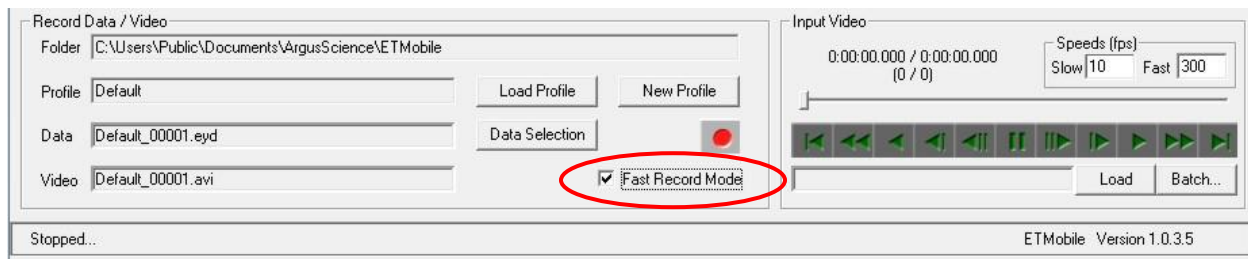 Record Data / Video
Folder C:\Users\Public\Documents\ArgusScience\ETMobile
Profile Default Load Profile New Profile
Data Default_00001.eyd Data Selection
Video Default_00001.avi Fast Record Mode
Input Video
0:00:00.000 / 0:00:00.000
(0 / 0)
Speeds (fps)
Slow 10 Fast 300
Load Batch...
Stopped... ETMobile Version 1.0.3.5